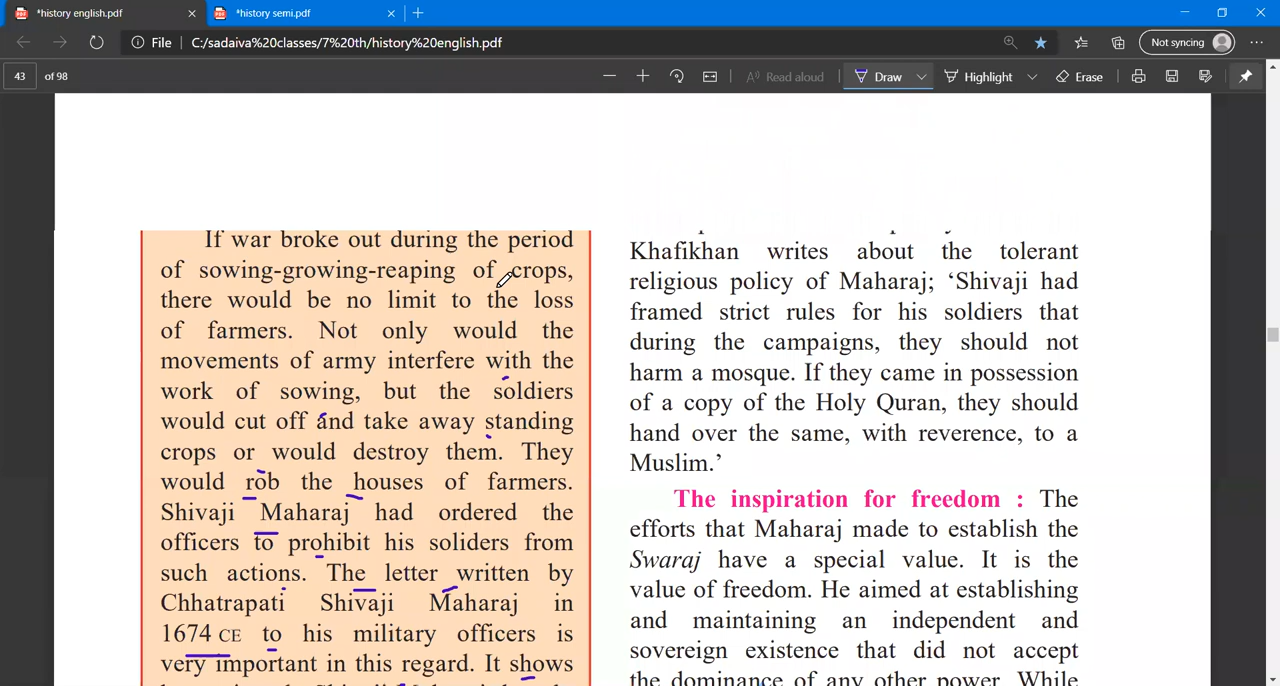 *history english.pdf
*history semi.pdf
File C:/sadaiva%20classes/7%20th/history%20english.pdf
Not syncing
43 of 98
Read aloud
Draw
Highlight
Erase
If war broke out during the period
of sowing-growing-reaping of crops,
there would be no limit to the loss
of farmers. Not only would the
movements of army interfere with the
work of sowing, but the soldiers
would cut off and take away standing
crops or would destroy them. They
would rob the houses of farmers.
Shivaji Maharaj had ordered the
officers to prohibit his soliders from
such actions. The letter written by
Chhatrapati Shivaji Maharaj in
1674 CE to his military officers is
very important in this regard. It shows
Khafikhan writes about the tolerant
religious policy of Maharaj; ‘Shivaji had
framed strict rules for his soldiers that
during the campaigns, they should not
harm a mosque. If they came in possession
of a copy of the Holy Quran, they should
hand over the same, with reverence, to a
Muslim.’
The inspiration for freedom : The
efforts that Maharaj made to establish the
Swaraj have a special value. It is the
value of freedom. He aimed at establishing
and maintaining an independent and
sovereign existence that did not accept
the dominance of any other power. While